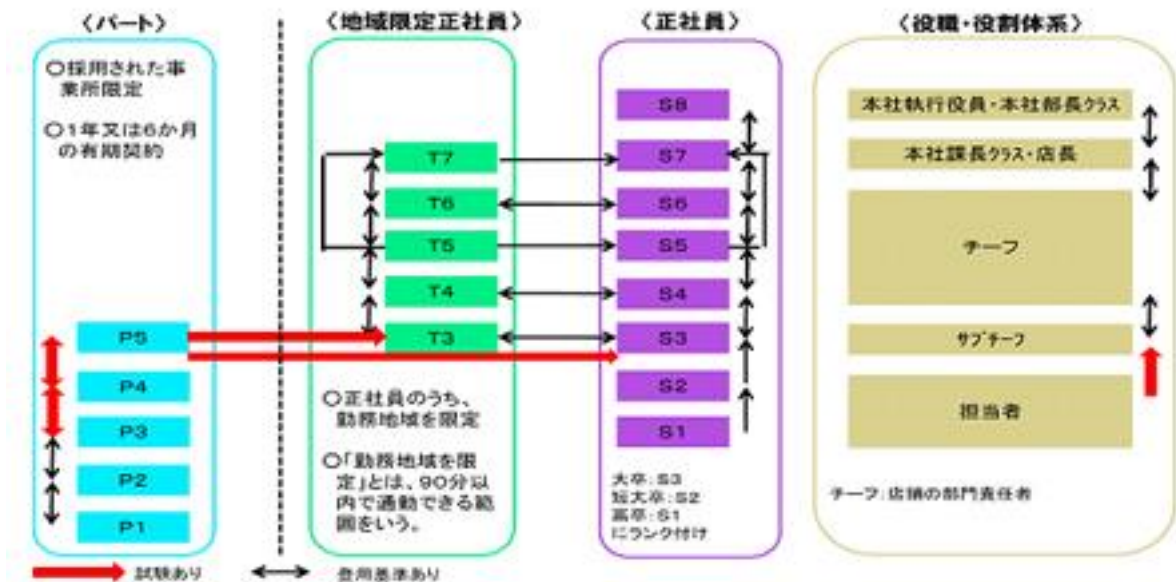 〈パート〉
〇採用された事
業所限定
〇1年又は6か月
の有期契約
P5
P4
P3
P2
P1
〈地域限定正社員〉
T7
T6
T5
T4
T3
〇正社員のうち、
勤務地域を限定
〇「勤務地域を限
定」とは、90分以
内で通勤できる範
囲をいう。
〈正社員〉
S8
S7
S6
S5
S4
S3
S2
S1
大卒:S3
短大卒:S2
高卒:S1
にランク付け
〈役職・役割体系〉
本社執行役員・本社部長クラス
本社課長クラス・店長
チーフ
サブチーフ
担当者
チーフ:店舗の部門責任者
試験あり
登用基準あり